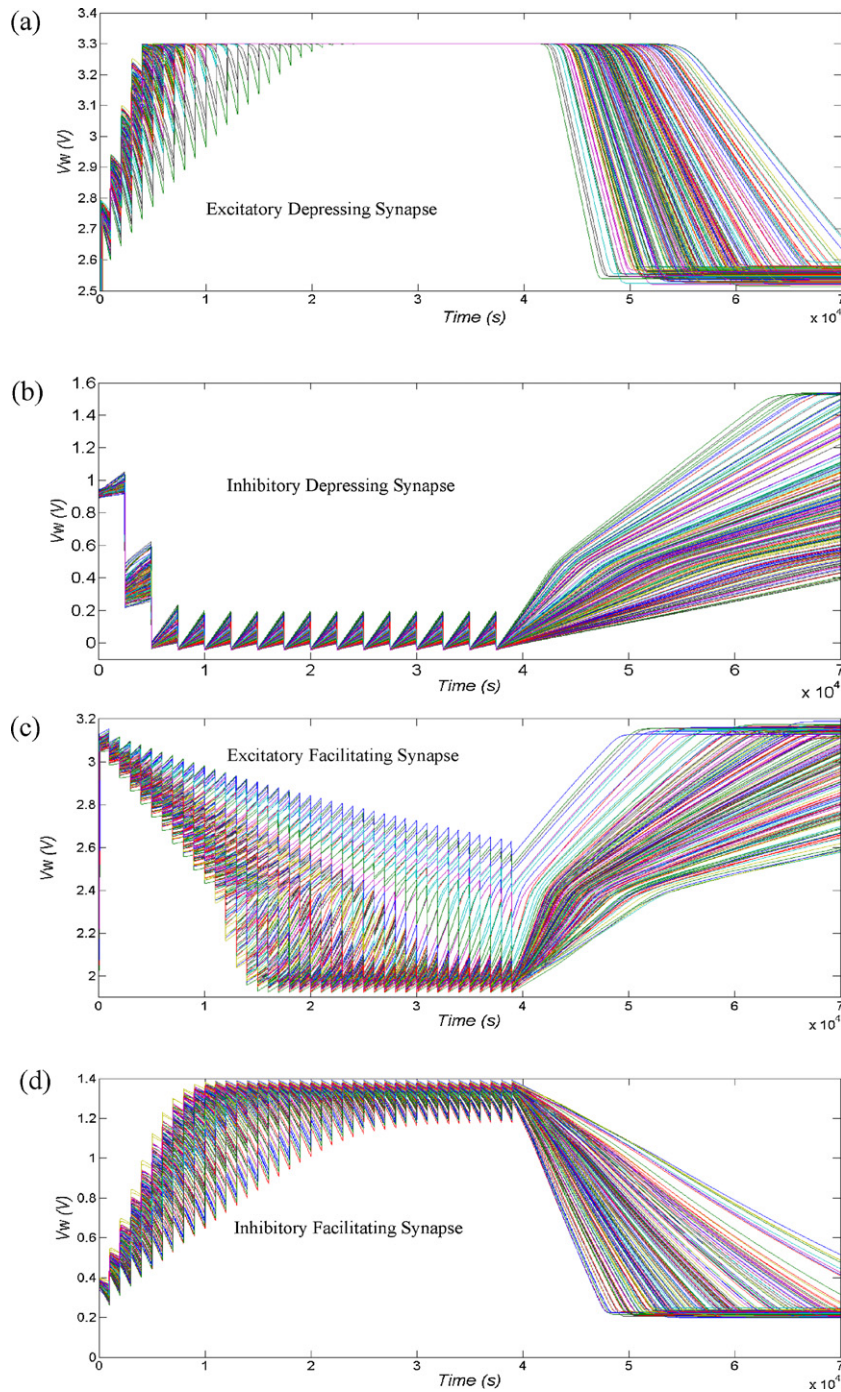 (a)
3.4
3.3
3.2
3.1
3
2.9
2.8
2.7
2.6
2.5
Vw (V)
Excitatory Depressing Synapse
0 1 2 3 4 5 6 7
Time (s)
x 10⁴
(b)
1.6
1.4
1.2
1
0.8
0.6
0.4
0.2
0
Vw (V)
Inhibitory Depressing Synapse
0 1 2 3 4 5 6 7
Time (s)
x 10⁴
(c)
3.2
3
2.8
2.6
2.4
2.2
2
Vw (V)
Excitatory Facilitating Synapse
0 1 2 3 4 5 6 7
Time (s)
x 10⁴
(d)
1.4
1.2
1
0.8
0.6
0.4
0.2
0
Vw (V)
Inhibitory Facilitating Synapse
0 1 2 3 4 5 6 7
Time (s)
x 10⁴